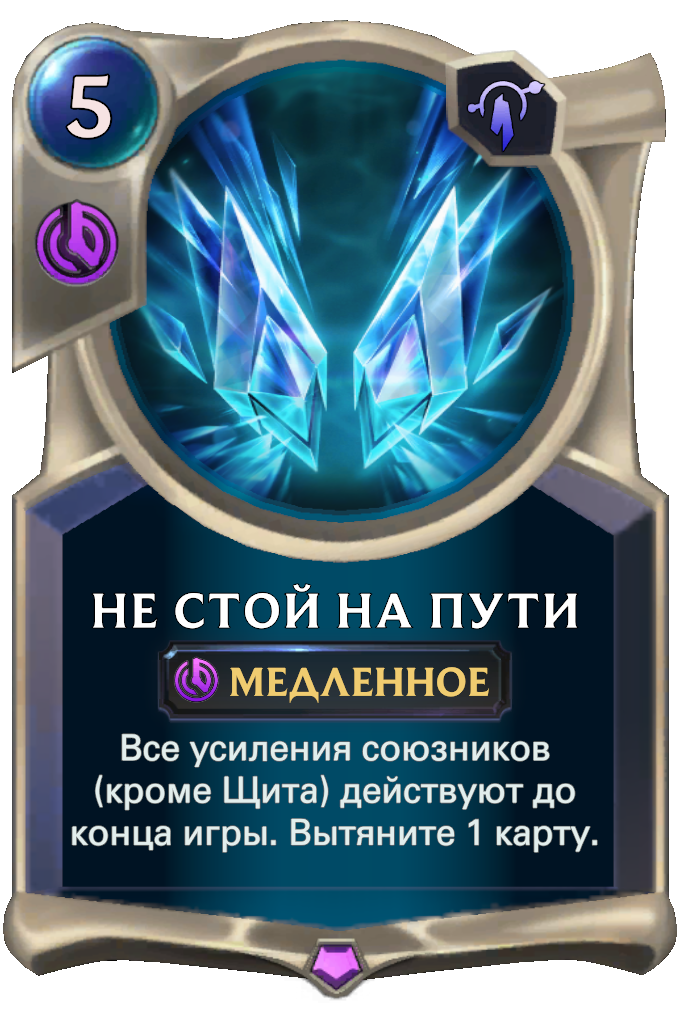 5
НЕ СТОЙ НА ПУТИ
МЕДЛЕННОЕ
Все усиления союзников
(кроме Щита) действуют до
конца игры. Вытяните 1 карту.